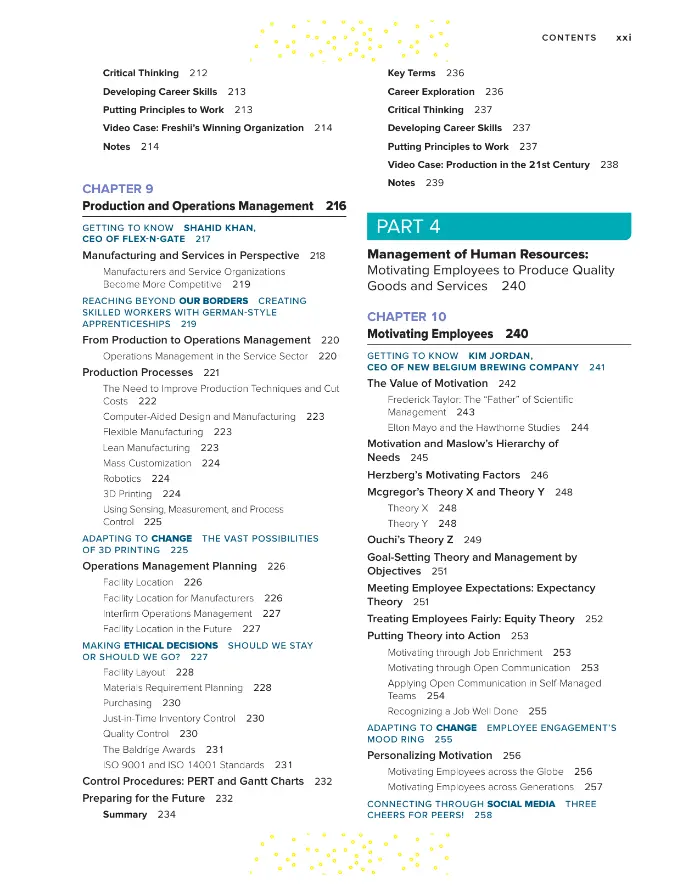 CONTENTS xxi
Critical Thinking 212
Developing Career Skills 213
Putting Principles to Work 213
Video Case: Freshii's Winning Organization 214
Notes 214
CHAPTER 9
Production and Operations Management 216
GETTING TO KNOW SHAHID KHAN,
CEO OF FLEX-N-GATE 217
Manufacturing and Services in Perspective 218
Manufacturers and Service Organizations
Become More Competitive 219
REACHING BEYOND OUR BORDERS CREATING
SKILLED WORKERS WITH GERMAN-STYLE
APPRENTICESHIPS 219
From Production to Operations Management 220
Operations Management in the Service Sector 220
Production Processes 221
The Need to Improve Production Techniques and Cut
Costs 222
Computer-Aided Design and Manufacturing 223
Flexible Manufacturing 223
Lean Manufacturing 223
Mass Customization 224
Robotics 224
3D Printing 224
Using Sensing, Measurement, and Process
Control 225
ADAPTING TO CHANGE THE VAST POSSIBILITIES
OF 3D PRINTING 225
Operations Management Planning 226
Facility Location 226
Facility Location for Manufacturers 226
Interfirm Operations Management 227
Facility Location in the Future 227
MAKING ETHICAL DECISIONS SHOULD WE STAY
OR SHOULD WE GO? 227
Facility Layout 228
Materials Requirement Planning 228
Purchasing 230
Just-in-Time Inventory Control 230
Quality Control 230
The Baldrige Awards 231
ISO 9001 and ISO 14001 Standards 231
Control Procedures: PERT and Gantt Charts 232
Preparing for the Future 232
Summary 234
Key Terms 236
Career Exploration 236
Critical Thinking 237
Developing Career Skills 237
Putting Principles to Work 237
Video Case: Production in the 21st Century 238
Notes 239
PART 4
Management of Human Resources:
Motivating Employees to Produce Quality
Goods and Services 240
CHAPTER 10
Motivating Employees 240
GETTING TO KNOW KIM JORDAN,
CEO OF NEW BELGIUM BREWING COMPANY 241
The Value of Motivation 242
Frederick Taylor: The "Father" of Scientific
Management 243
Elton Mayo and the Hawthorne Studies 244
Motivation and Maslow's Hierarchy of
Needs 245
Herzberg's Motivating Factors 246
Mcgregor's Theory X and Theory Y 248
Theory X 248
Theory Y 248
Ouchi's Theory Z 249
Goal-Setting Theory and Management by
Objectives 251
Meeting Employee Expectations: Expectancy
Theory 251
Treating Employees Fairly: Equity Theory 252
Putting Theory into Action 253
Motivating through Job Enrichment 253
Motivating through Open Communication 253
Applying Open Communication in Self-Managed
Teams 254
Recognizing a Job Well Done 255
ADAPTING TO CHANGE EMPLOYEE ENGAGEMENT'S
MOOD RING 255
Personalizing Motivation 256
Motivating Employees across the Globe 256
Motivating Employees across Generations 257
CONNECTING THROUGH SOCIAL MEDIA THREE
CHEERS FOR PEERS! 258